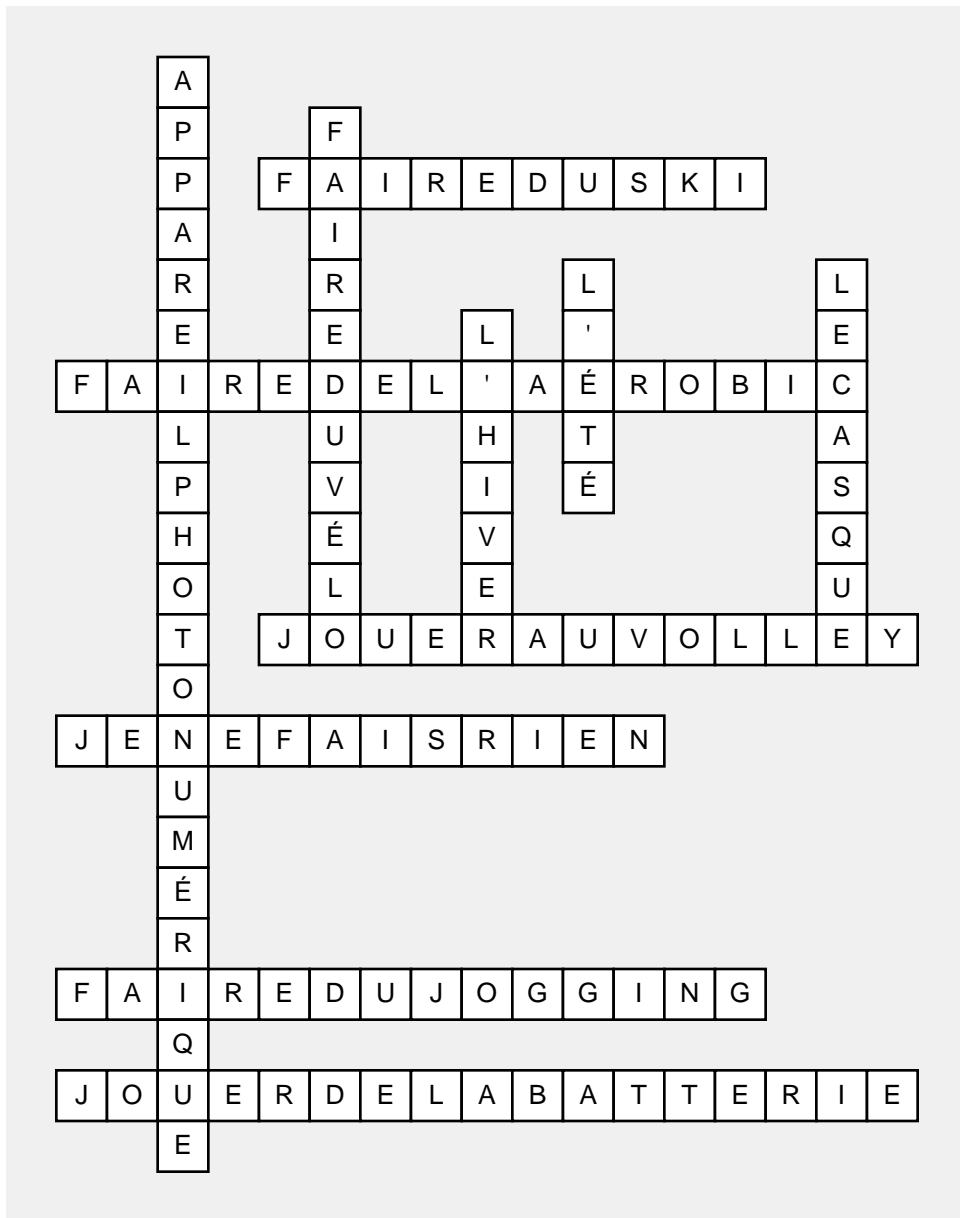 APPAREILPHOTONUMÉRIQUE
FAIREDUVÉLO
FAIREDUSKI
L'ÉTÉ
LECASQUE
L'HIVER
FAIREDEL'AÉROBIC
JOUERAUVOLLEY
JENEFAISRIEN
FAIREDUJOGGING
JOUERDELABATTERIE